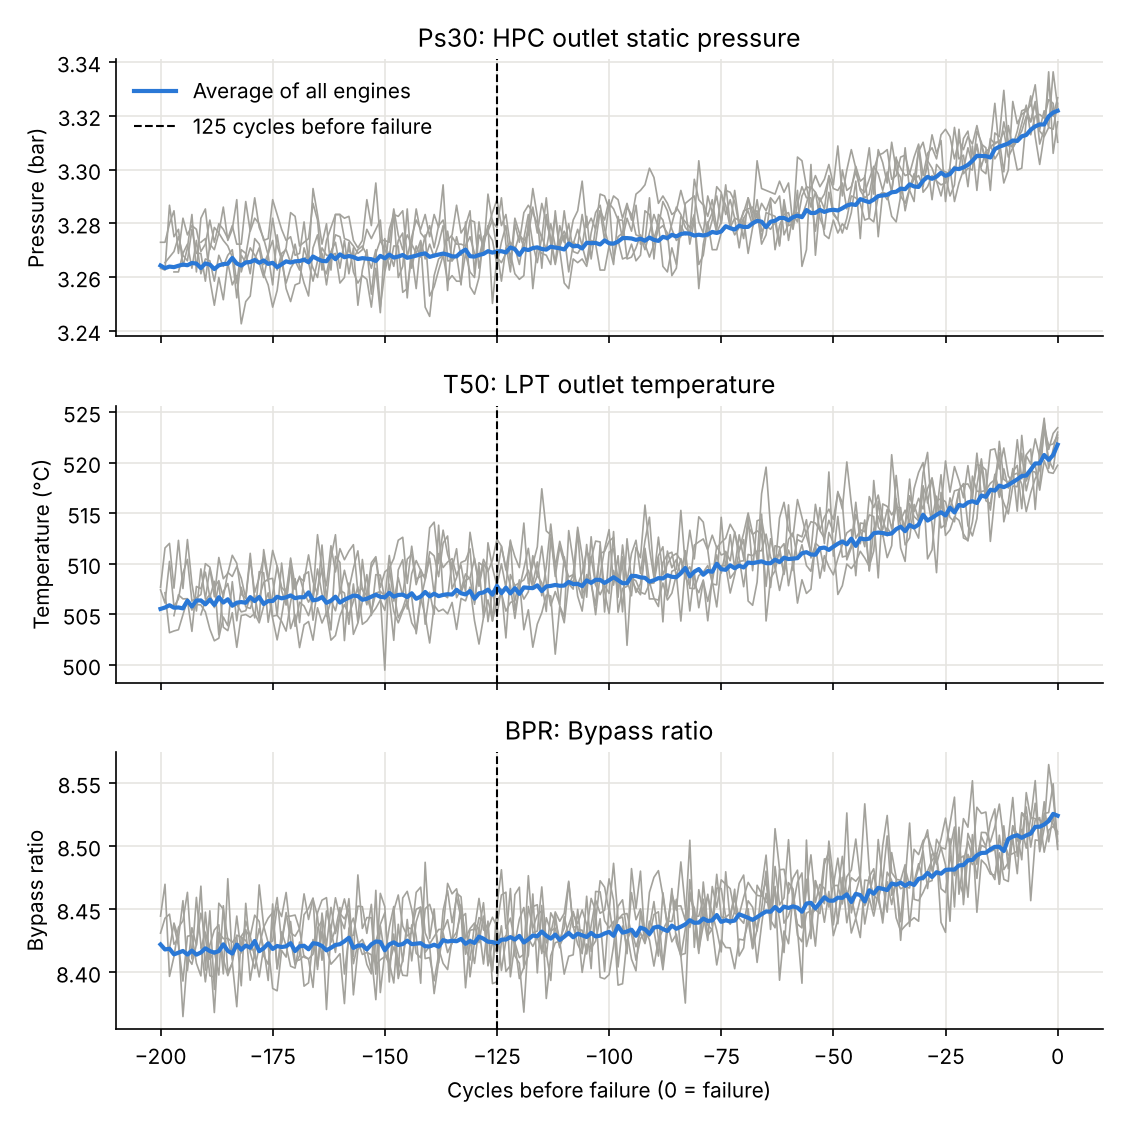 Ps30: HPC outlet static pressure
3.34
3.32
3.30
3.28
3.26
3.24
Pressure (bar)
Average of all engines
125 cycles before failure
T50: LPT outlet temperature
525
520
515
510
505
500
Temperature (°C)
BPR: Bypass ratio
8.55
8.50
8.45
8.40
Bypass ratio
−200 −175 −150 −125 −100 −75 −50 −25 0
Cycles before failure (0 = failure)